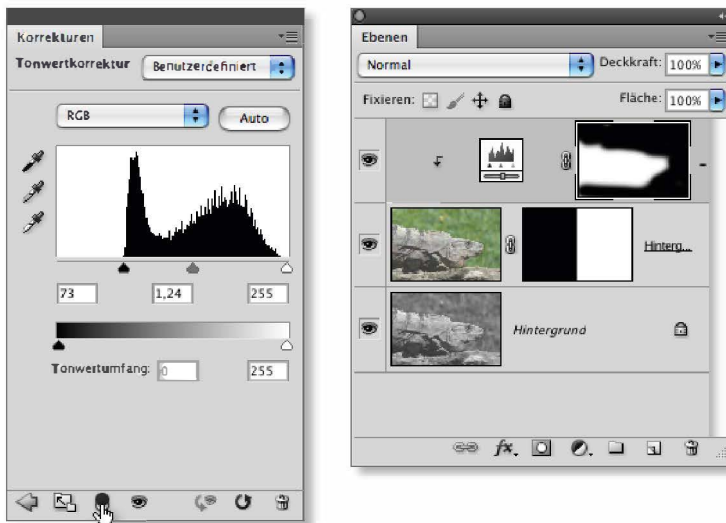 Korrekturen
Tonwertkorrektur Benutzerdefiniert
RGB Auto
73 1,24 255
Tonwertumfang: 0 255
Ebenen
Normal Deckkraft: 100%
Fixieren: Fläche: 100%
Hinterg...
Hintergrund
fx.